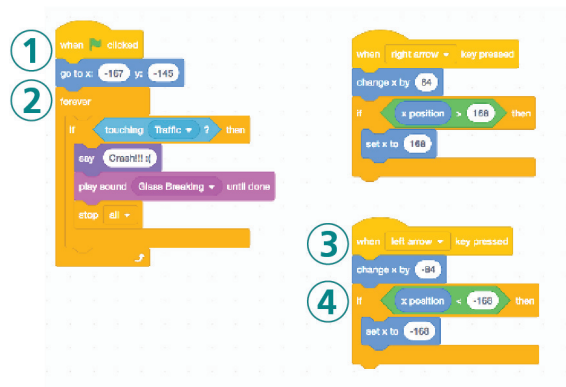 1
when clicked
go to x: -167 y: -145
2
forever
if touching Traffic ? then
say Crash!!! :(
play sound Glass Breaking until done
stop all
when right arrow key pressed
change x by 84
if x position > 168 then
set x to 168
3
when left arrow key pressed
change x by -84
4
if x position < -168 then
set x to -168